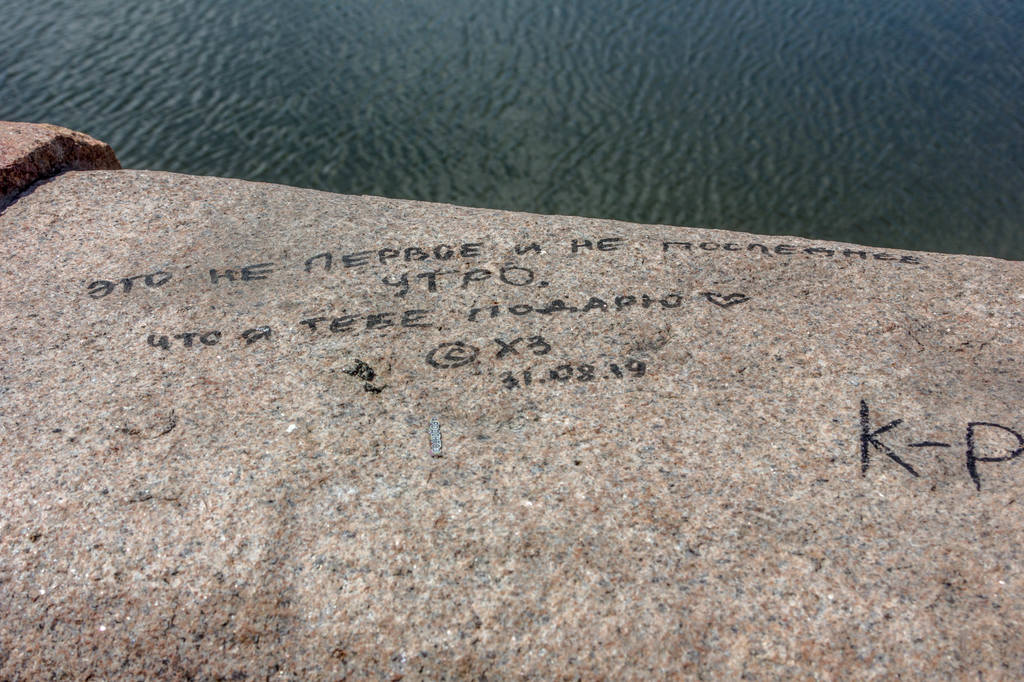 ЭТО НЕ ПЕРВОЕ И НЕ ПОСЛЕДНЕЕ
УТРО.
ЧТО Я ТЕБЕ ПОДАРЮ ♡
© ХЗ
31.08.19
К-Р